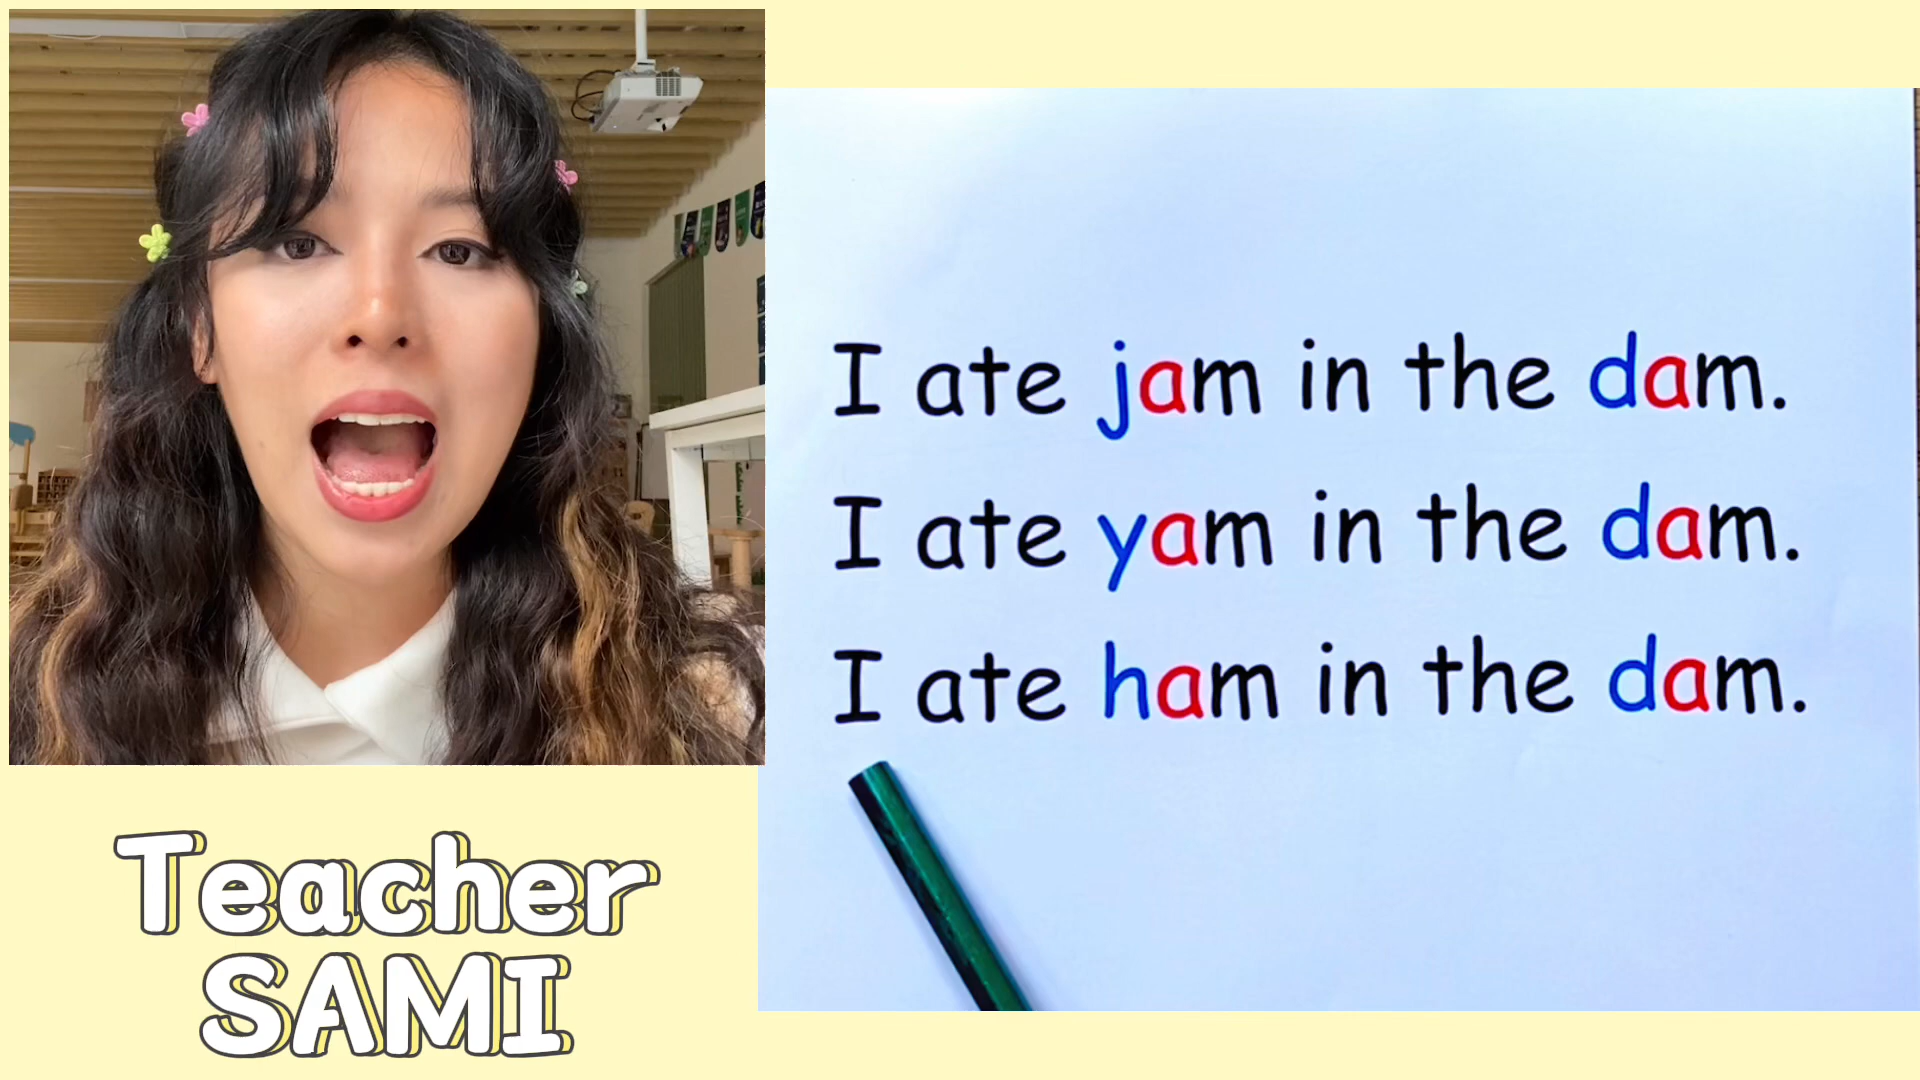 I ate jam in the dam.
I ate yam in the dam.
I ate ham in the dam.
Teacher
SAMI